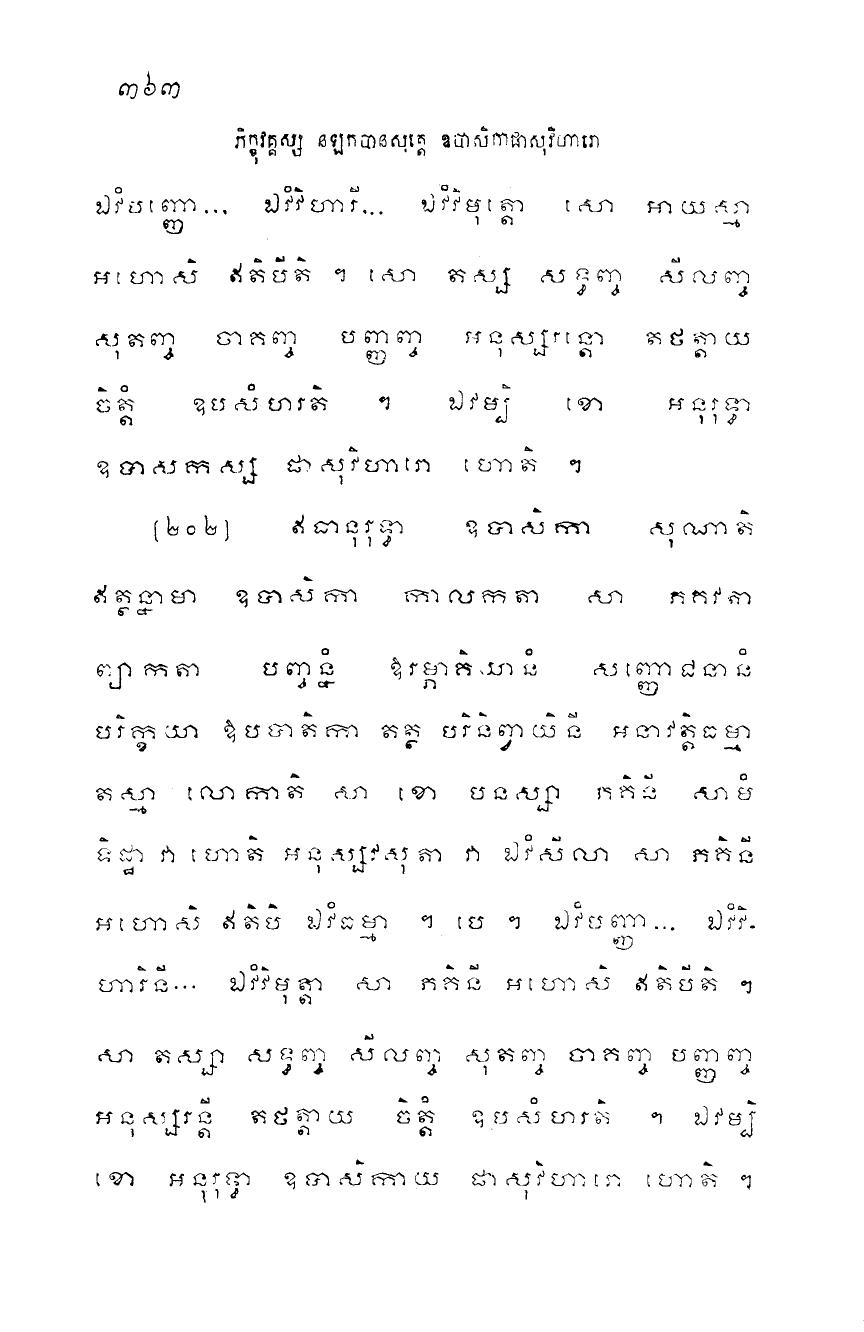 ៣៦៣
ភិក្ខុវគ្គស្ស នឡកបានសុត្តេ ឧបាសិកាផាសុវិហារោ
ឯវំបញ្ញោ... ឯវំវិហារី... ឯវំវិមុត្តោ សោ អាយស្មា
អហោសិ ឥតិបីតិ ។ សោ តស្ស សទ្ធញ្ច សីលញ្ច
សុតញ្ច ចាគញ្ច បញ្ញញ្ច អនុស្សរន្តោ តថត្តាយ
ចិត្តំ ឧបសំហរតិ ។ ឯវម្បិ ខោ អនុរុទ្ធា
ឧបាសកស្ស ផាសុវិហារោ ហោតិ ។
[២០២] ឥធានុរុទ្ធា ឧបាសិកា សុណាតិ
ឥត្ថន្នាមា ឧបាសិកា កាលកតា សា ភគវតា
ព្យាកតា បញ្ចន្នំ ឱរម្ភាគិយានំ សញ្ញោជនានំ
បរិក្ខយា ឱបបាតិកា តត្ថ បរិនិព្វាយិនី អនាវត្តិធម្មា
តស្មា លោកាតិ សា ខោ បនស្សា ភគិនី សាមំ
ទិដ្ឋា វា ហោតិ អនុស្សវសុតា វា ឯវំសីលា សា ភគិនី
អហោសិ ឥតិបិ ឯវំធម្មា ។ បេ ។ ឯវំបញ្ញា... ឯវំវិ-
ហារិនី... ឯវំវិមុត្តា សា ភគិនី អហោសិ ឥតិបីតិ ។
សា តស្សា សទ្ធញ្ច សីលញ្ច សុតញ្ច ចាគញ្ច បញ្ញញ្ច
អនុស្សរន្តី តថត្តាយ ចិត្តំ ឧបសំហរតិ ។ ឯវម្បិ
ខោ អនុរុទ្ធា ឧបាសិកាយ ផាសុវិហារោ ហោតិ ។